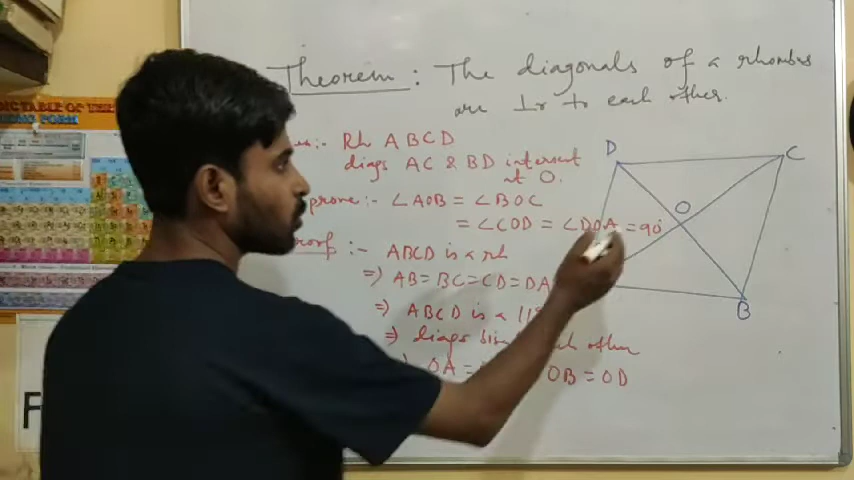 Theorem : The diagonals of a rhombus
are ⊥r to each other.
Rh ABCD
diags AC & BD intersect
at O.
prove :- ∠AOB = ∠BOC
= ∠COD = ∠DOA = 90°
:- ABCD is a rh
⇒ AB = BC = CD = DA
⇒ ABCD is a
⇒ diags other
OA = OB = OD
D
C
O
B